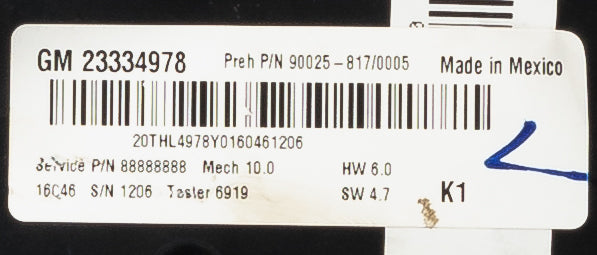 GM 23334978 Preh P/N 90025-817/0005 Made in Mexico
20THL4978Y0160461206
Service P/N 88888888 Mech 10.0 HW 6.0
16C46 S/N 1206 Taster 6919 SW 4.7 K1